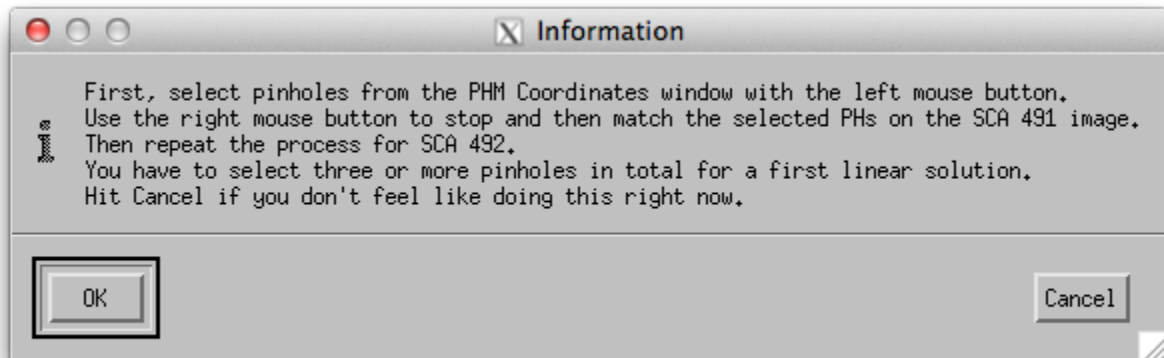 Information
First, select pinholes from the PHM Coordinates window with the left mouse button.
Use the right mouse button to stop and then match the selected PHs on the SCA 491 image.
Then repeat the process for SCA 492.
You have to select three or more pinholes in total for a first linear solution.
Hit Cancel if you don't feel like doing this right now.
OK
Cancel